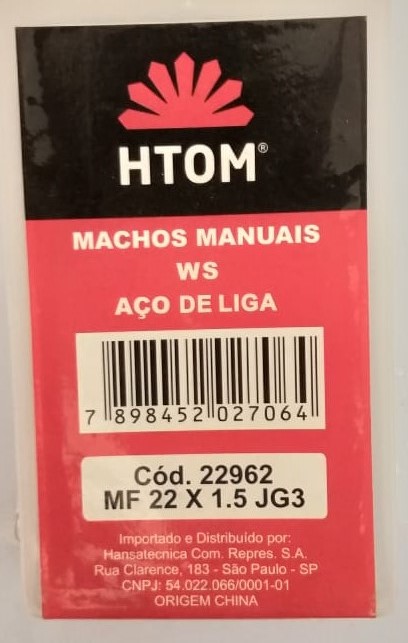 HTOM®
MACHOS MANUAIS
WS
AÇO DE LIGA
7 898452 027064
Cód. 22962
MF 22 X 1.5 JG3
Importado e Distribuído por:
Hansatecnica Com. Repres. S.A.
Rua Clarence, 183 - São Paulo - SP
CNPJ: 54.022.066/0001-01
ORIGEM CHINA